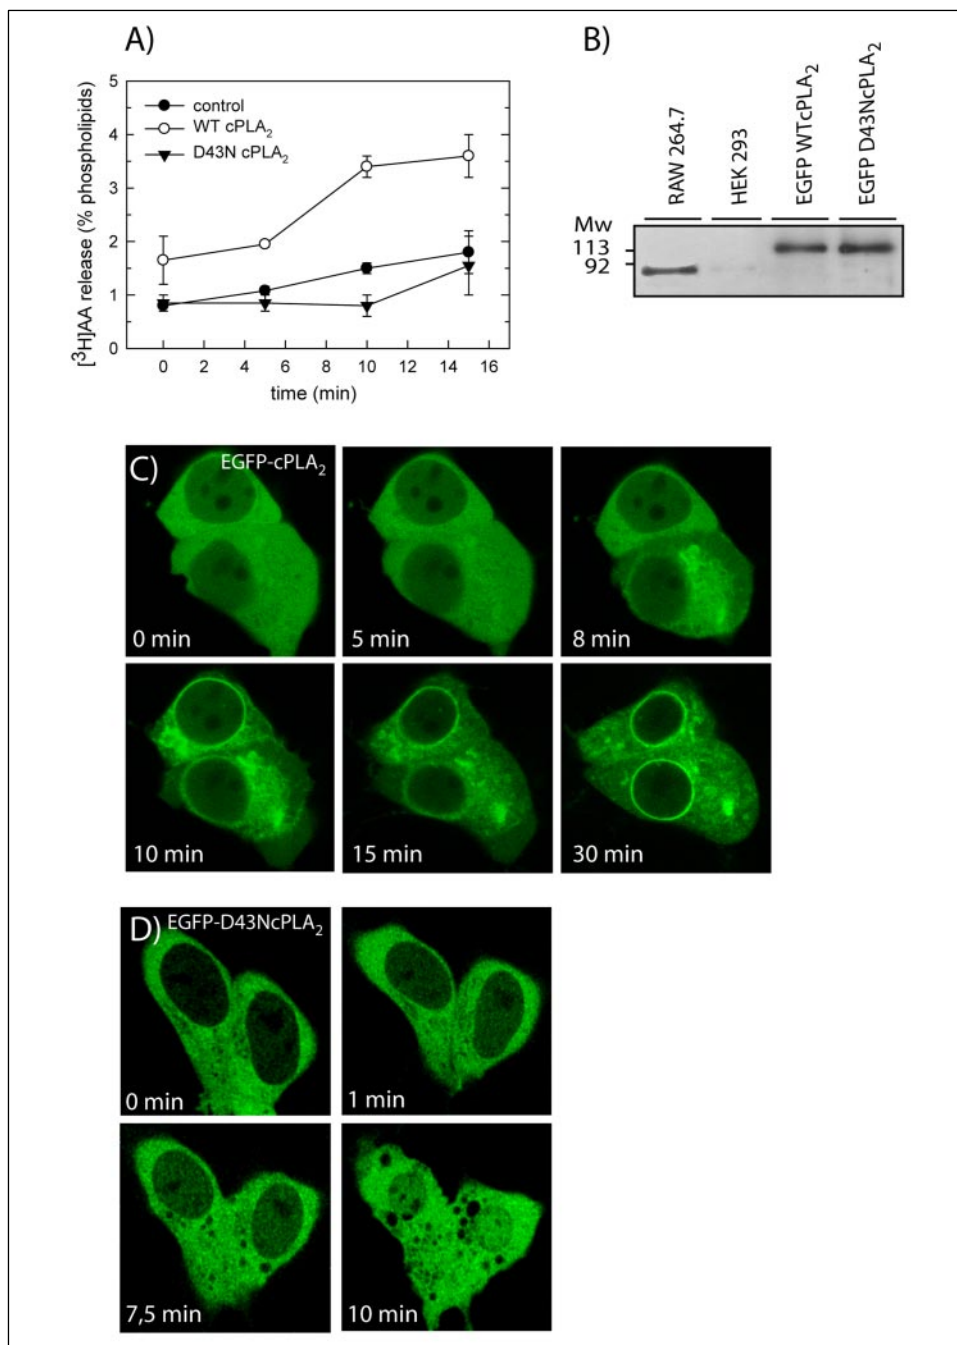 A)
[³H]AA release (% phospholipids)
5
4
3
2
1
0
control
WT cPLA₂
D43N cPLA₂
0 2 4 6 8 10 12 14 16
time (min)
B)
RAW 264.7
HEK 293
EGFP WTcPLA₂
EGFP D43NcPLA₂
Mw
113
92
C)
EGFP-cPLA₂
0 min
5 min
8 min
10 min
15 min
30 min
D)
EGFP-D43NcPLA₂
0 min
1 min
7,5 min
10 min